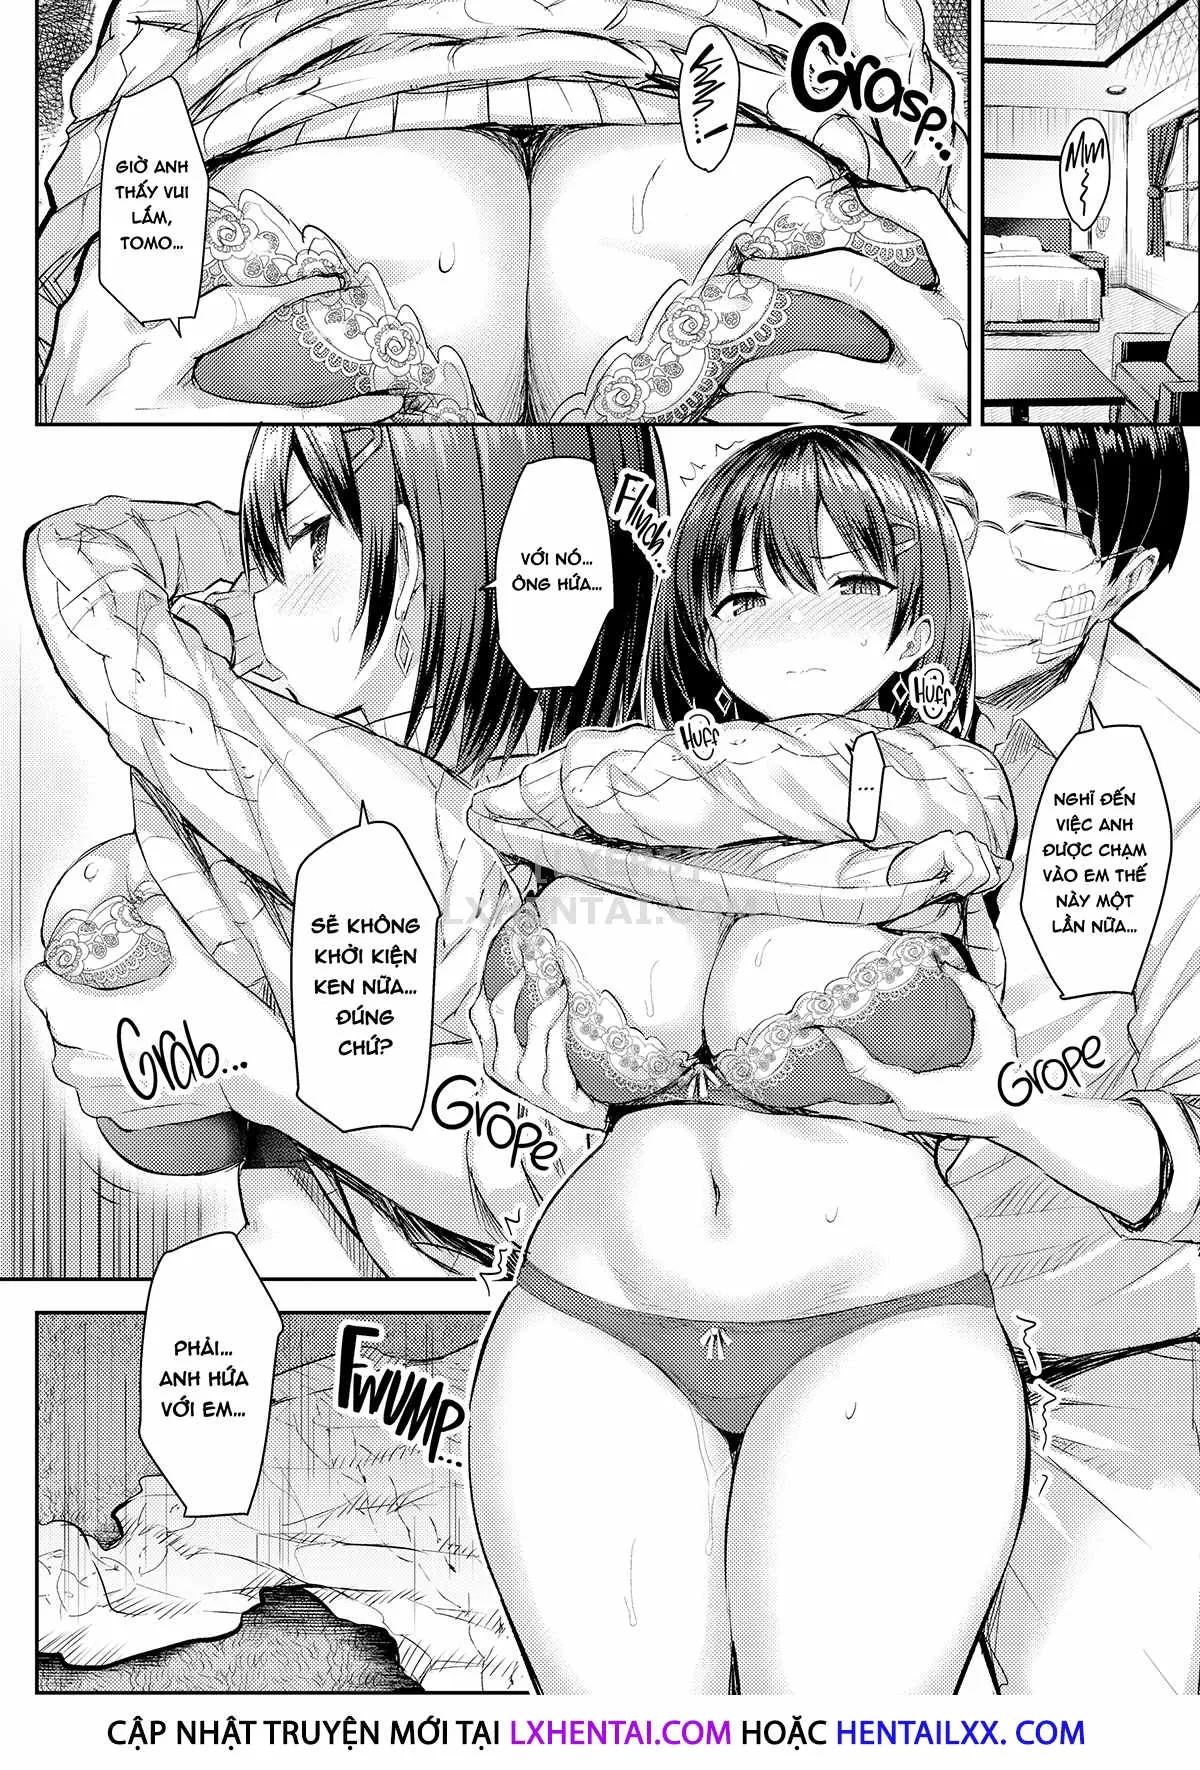 Mm
Grasp...
Mm...!
GIỜ ANH
THẤY VUI
LẮM,
TOMO...
NGHĨ ĐẾN
VIỆC ANH
ĐƯỢC CHẠM
VÀO EM THẾ
NÀY MỘT
LẦN NỮA...
Flinch
Huff
Huff
...
VỚI NÓ...
ÔNG HỨA...
SẼ KHÔNG
KHỞI KIỆN
KEN NỮA...
ĐÚNG
CHỨ?
Grope
Grope
Grab...
PHẢI...
ANH HỨA
VỚI EM...
FWUMP...
LXHENTAI.COM
CẬP NHẬT TRUYỆN MỚI TẠI LXHENTAI.COM HOẶC HENTAILXX. COM